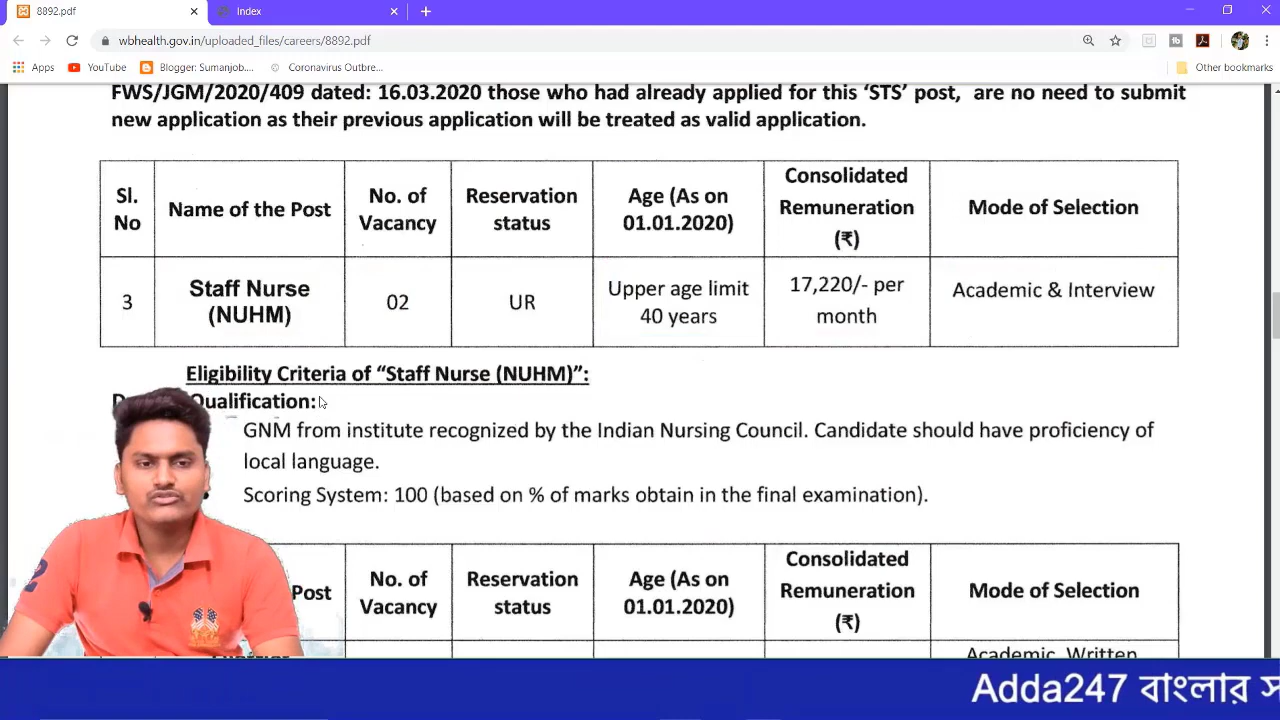 8892.pdf
Index
wbhealth.gov.in/uploaded_files/careers/8892.pdf
Apps YouTube Blogger: Sumanjob.... Coronavirus Outbre... Other bookmarks
FWS/JGM/2020/409 dated: 16.03.2020 those who had already applied for this ‘STS’ post, are no need to submit
new application as their previous application will be treated as valid application.
Sl. No Name of the Post No. of Vacancy Reservation status Age (As on 01.01.2020) Consolidated Remuneration (₹) Mode of Selection
3 Staff Nurse (NUHM) 02 UR Upper age limit 40 years 17,220/- per month Academic & Interview
Eligibility Criteria of “Staff Nurse (NUHM)”:
Qualification:
GNM from institute recognized by the Indian Nursing Council. Candidate should have proficiency of
local language.
Scoring System: 100 (based on % of marks obtain in the final examination).
Post No. of Vacancy Reservation status Age (As on 01.01.2020) Consolidated Remuneration (₹) Mode of Selection
Academic, Written
Adda247 বাংলার